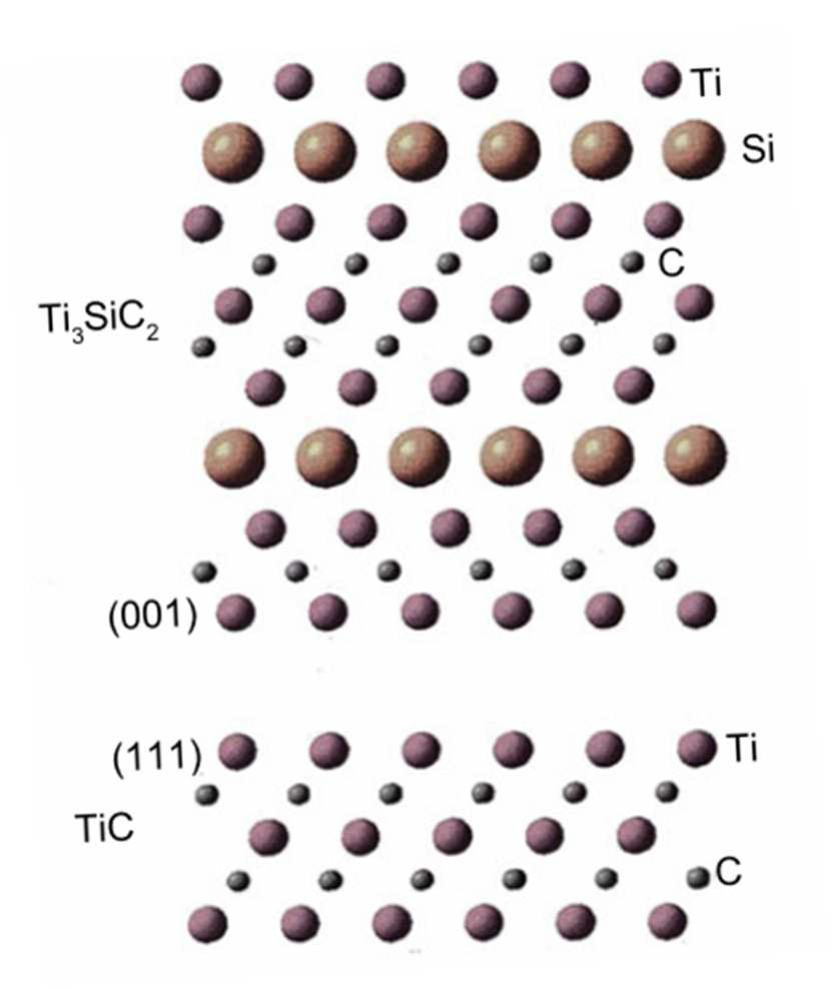 Ti
Si
C
Ti₃SiC₂
(001)
(111)
Ti
TiC
C